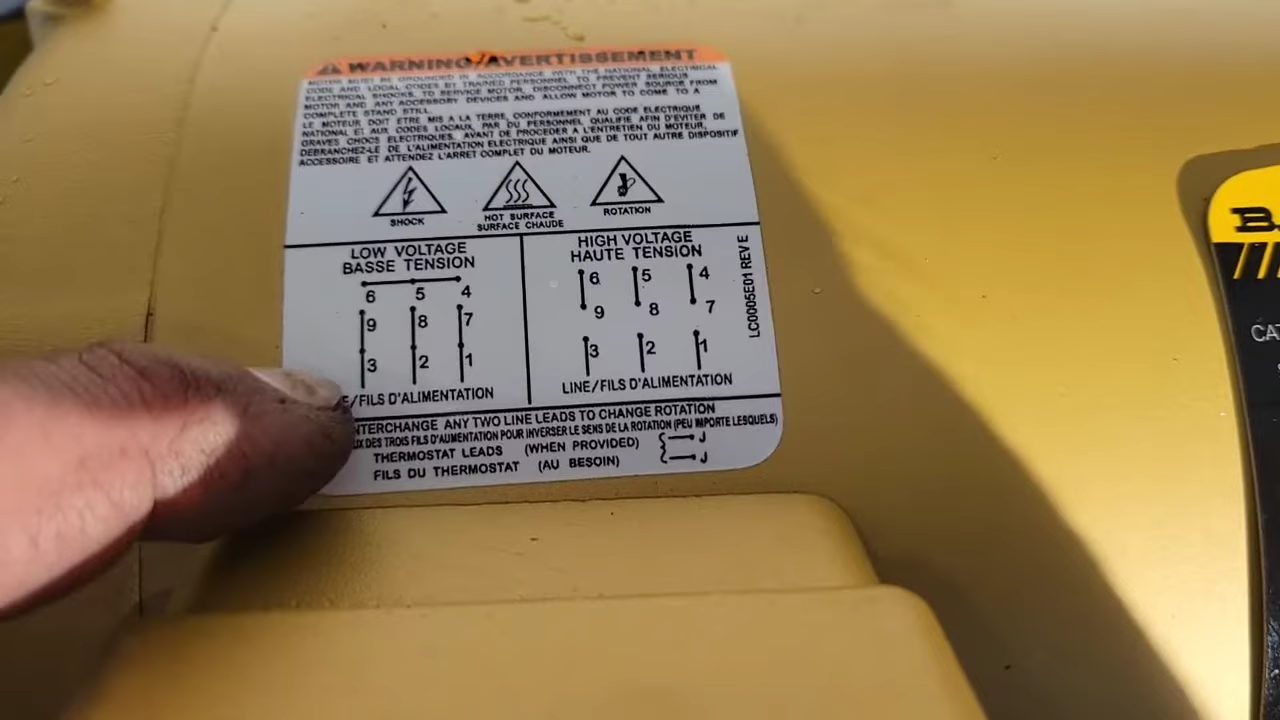 WARNING/AVERTISSEMENT
MOTOR MUST BE GROUNDED IN ACCORDANCE WITH THE NATIONAL ELECTRICAL
CODE AND LOCAL CODES BY TRAINED PERSONNEL TO PREVENT SERIOUS
ELECTRICAL SHOCKS. TO SERVICE MOTOR, DISCONNECT POWER SOURCE FROM
MOTOR AND ANY ACCESSORY DEVICES AND ALLOW MOTOR TO COME TO A
COMPLETE STAND STILL.
LE MOTEUR DOIT ETRE MIS A LA TERRE, CONFORMEMENT AU CODE ELECTRIQUE
NATIONAL ET AUX CODES LOCAUX, PAR DU PERSONNEL QUALIFIE AFIN D'EVITER DE
GRAVES CHOCS ELECTRIQUES. AVANT DE PROCEDER A L'ENTRETIEN DU MOTEUR,
DEBRANCHEZ-LE DE L'ALIMENTATION ELECTRIQUE AINSI QUE DE TOUT AUTRE DISPOSITIF
ACCESSOIRE ET ATTENDEZ L'ARRET COMPLET DU MOTEUR.
SHOCK
HOT SURFACE
SURFACE CHAUDE
ROTATION
LOW VOLTAGE
BASSE TENSION
6 5 4
9 8 7
3 2 1
E/FILS D'ALIMENTATION
HIGH VOLTAGE
HAUTE TENSION
6 5 4
9 8 7
3 2 1
LINE/FILS D'ALIMENTATION
LC0005E01 REV E
NTERCHANGE ANY TWO LINE LEADS TO CHANGE ROTATION
UX DES TROIS FILS D'AUMENTATION POUR INVERSER LE SENS DE LA ROTATION (PEU IMPORTE LESQUELS)
THERMOSTAT LEADS (WHEN PROVIDED) J
FILS DU THERMOSTAT (AU BESOIN) J
B
CA